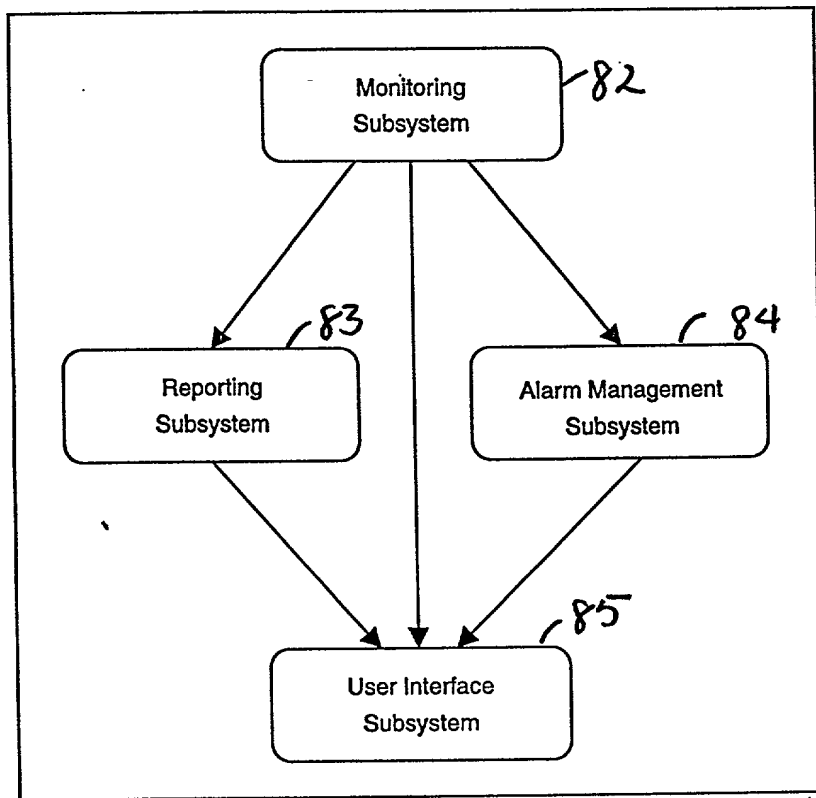 Monitoring
Subsystem
82
83
84
Reporting
Subsystem
Alarm Management
Subsystem
85
User Interface
Subsystem